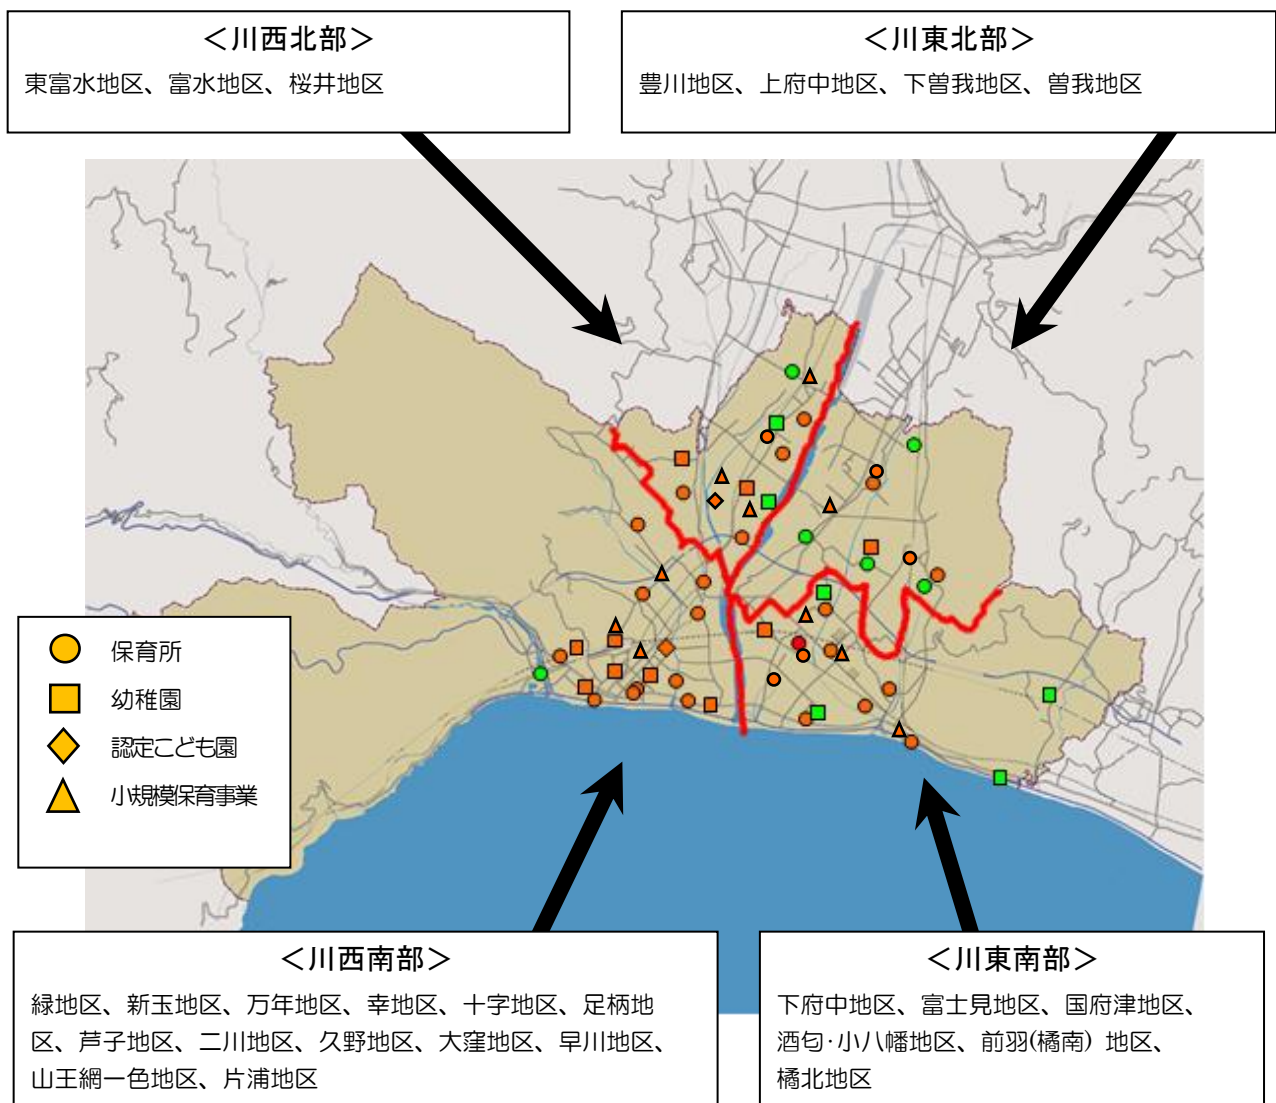 ＜川西北部＞
東富水地区、富水地区、桜井地区
＜川東北部＞
豊川地区、上府中地区、下曽我地区、曽我地区
保育所
幼稚園
認定こども園
小規模保育事業
＜川西南部＞
緑地区、新玉地区、万年地区、幸地区、十字地区、足柄地
区、芦子地区、二川地区、久野地区、大窪地区、早川地区、
山王網一色地区、片浦地区
＜川東南部＞
下府中地区、富士見地区、国府津地区、
酒匂・小八幡地区、前羽(橘南) 地区、
橘北地区